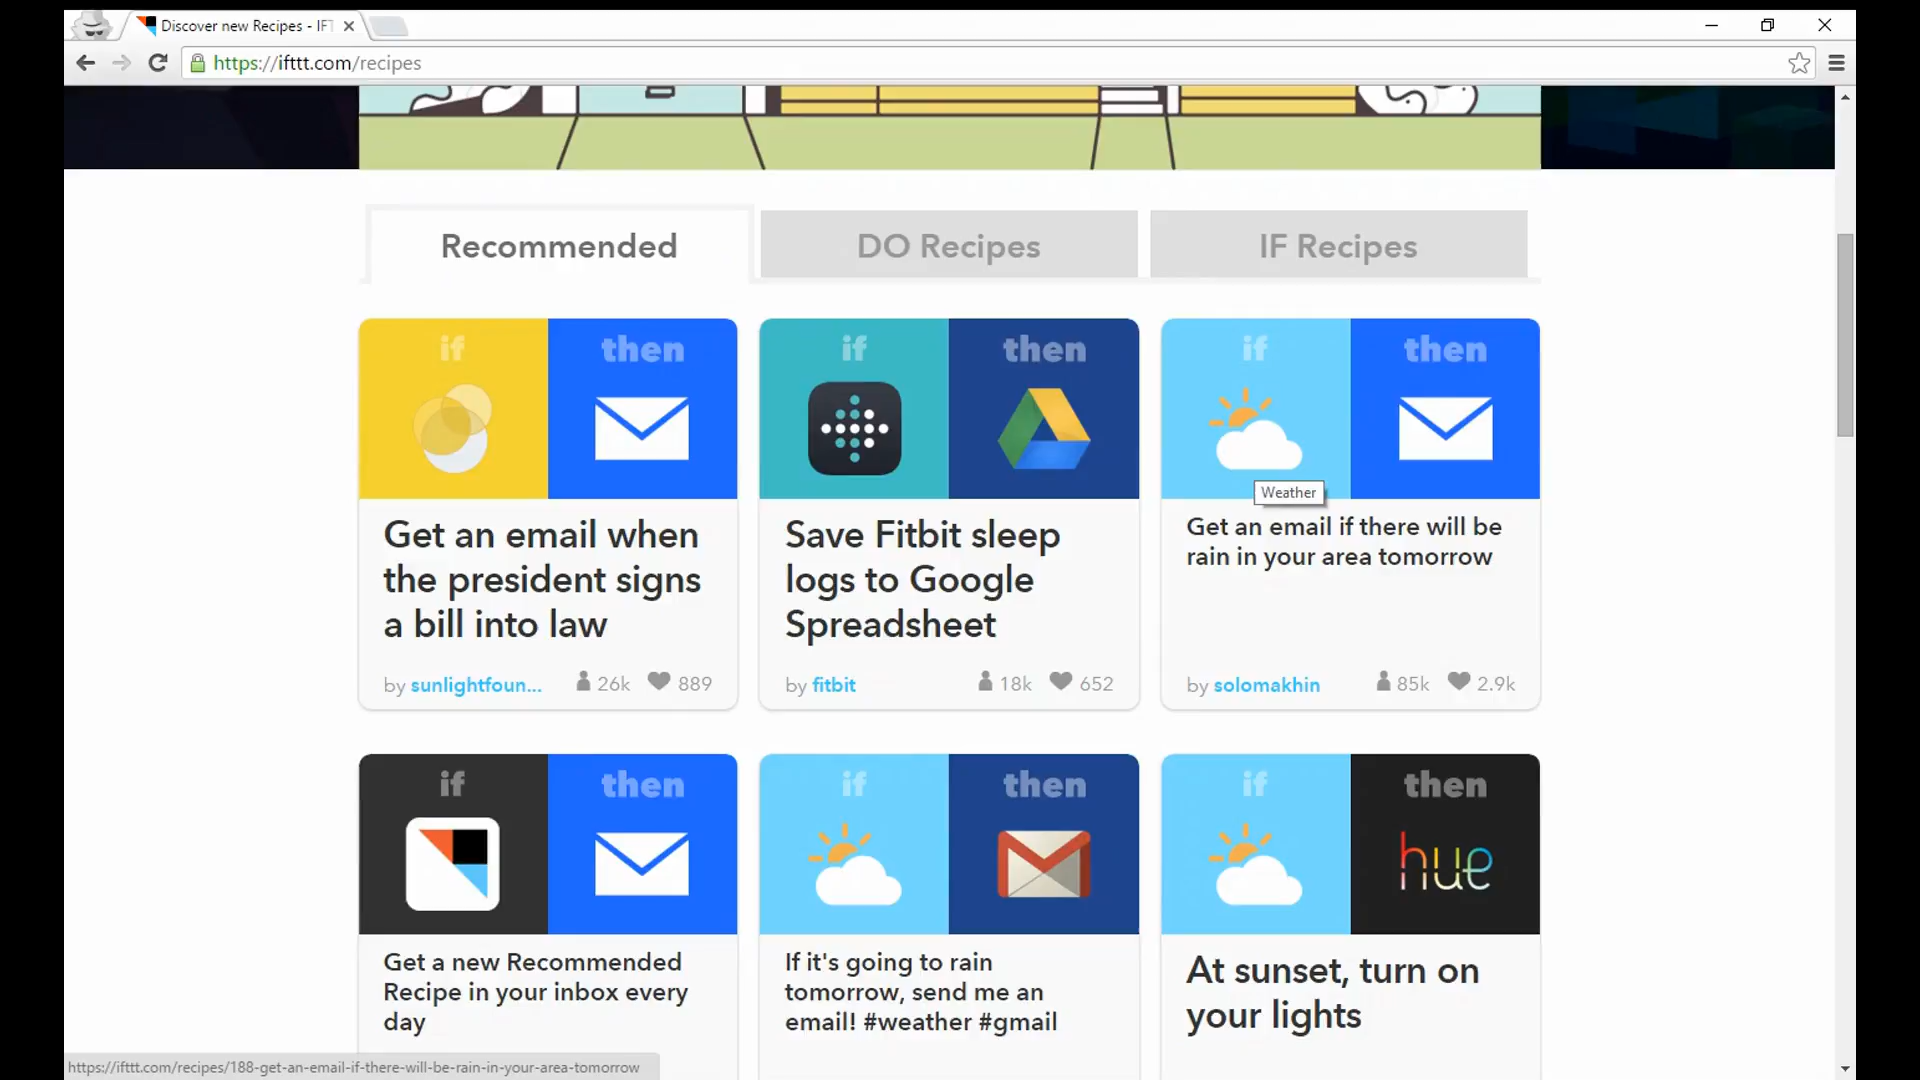 Discover new Recipes - IFT
https://ifttt.com/recipes
Recommended
DO Recipes
IF Recipes
if then
if then
if then
Weather
Get an email when
the president signs
a bill into law
by sunlightfoun... 26k 889
Save Fitbit sleep
logs to Google
Spreadsheet
by fitbit 18k 652
Get an email if there will be
rain in your area tomorrow
by solomakhin 85k 2.9k
if then
if then
if then
hue
Get a new Recommended
Recipe in your inbox every
day
If it's going to rain
tomorrow, send me an
email! #weather #gmail
At sunset, turn on
your lights
https://ifttt.com/recipes/188-get-an-email-if-there-will-be-rain-in-your-area-tomorrow